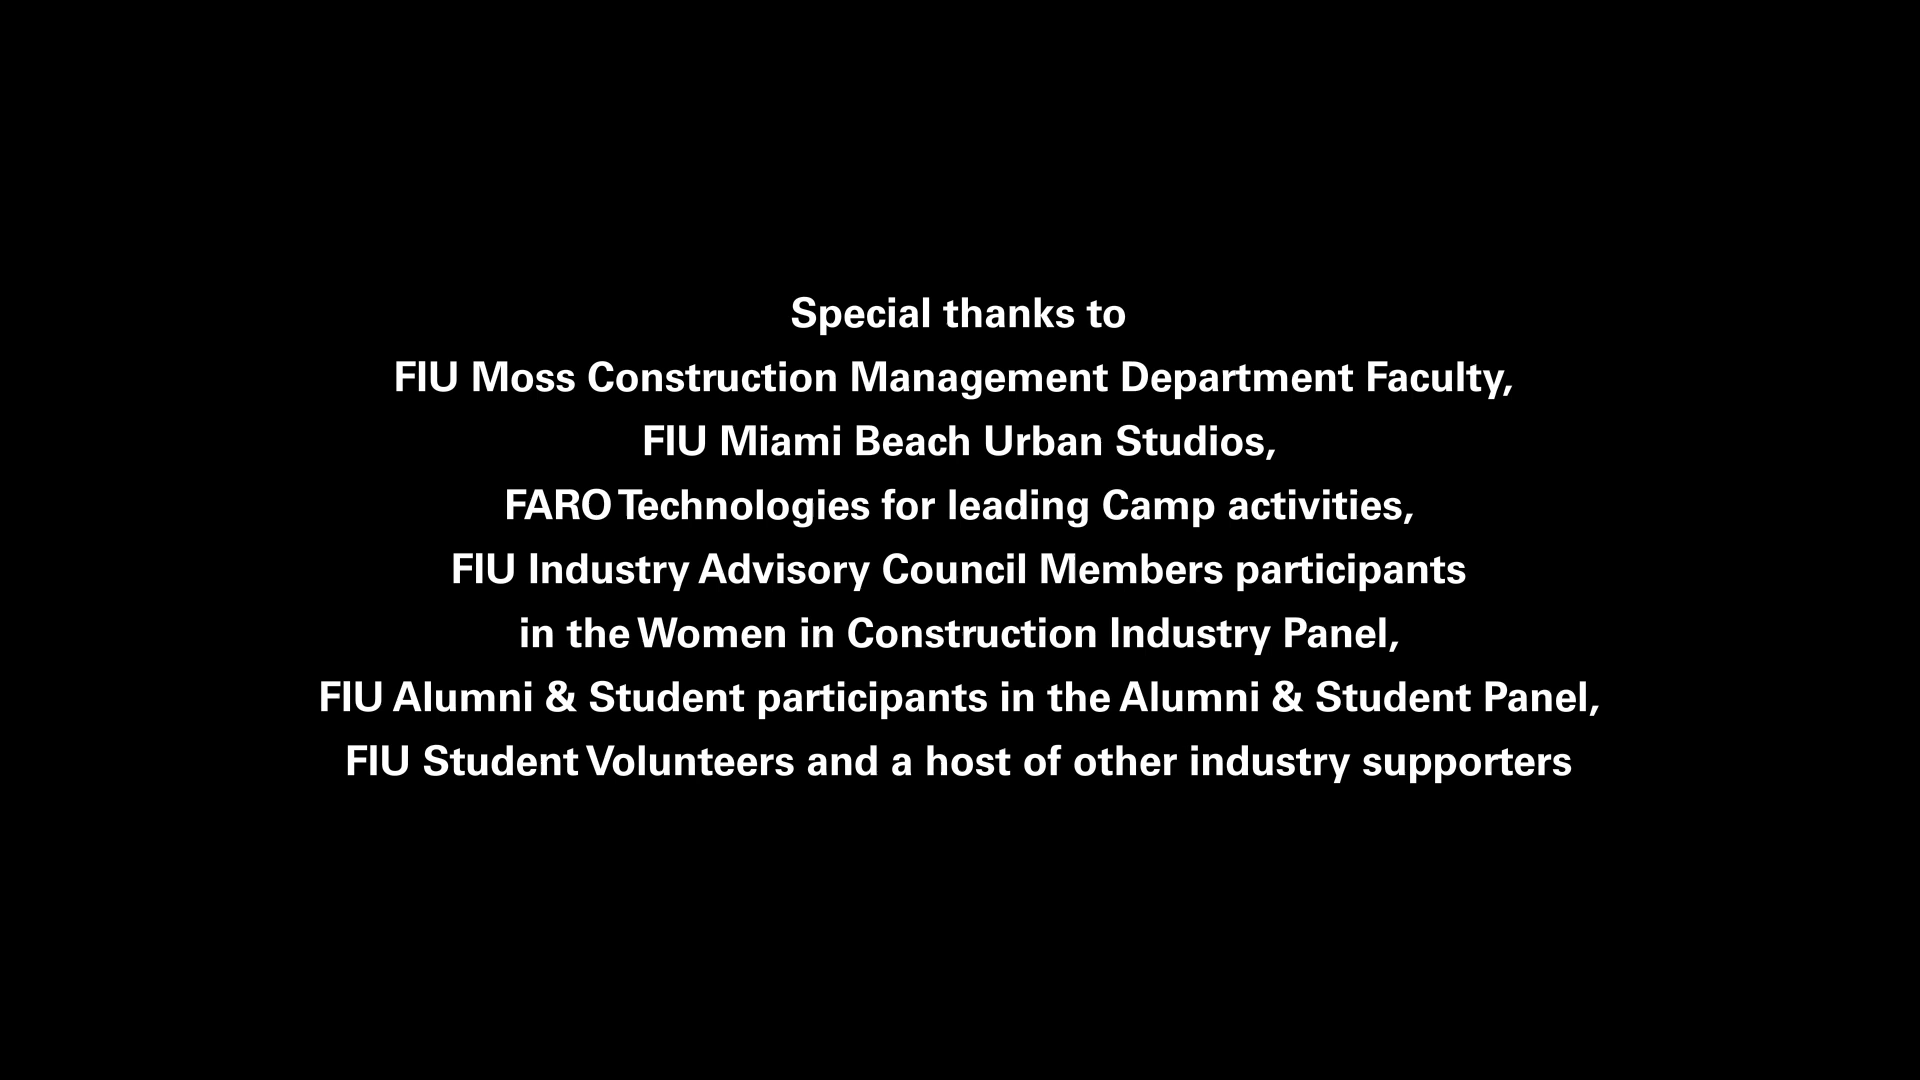 Special thanks to
FIU Moss Construction Management Department Faculty,
FIU Miami Beach Urban Studios,
FARO Technologies for leading Camp activities,
FIU Industry Advisory Council Members participants
in the Women in Construction Industry Panel,
FIU Alumni & Student participants in the Alumni & Student Panel,
FIU Student Volunteers and a host of other industry supporters